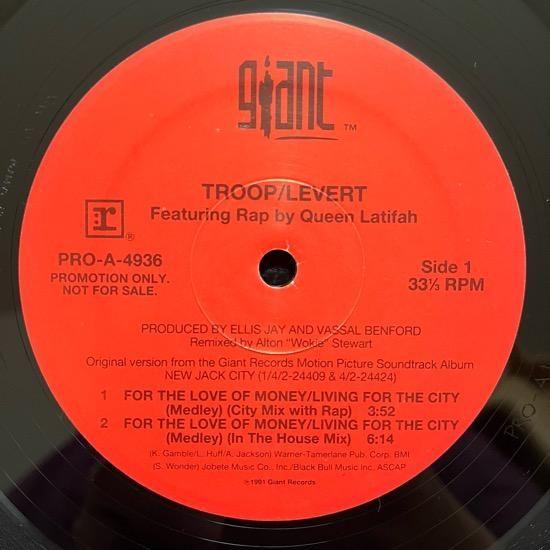 giant
TM
TROOP/LEVERT
Featuring Rap by Queen Latifah
r ®
PRO-A-4936
PROMOTION ONLY.
NOT FOR SALE.
Side 1
33⅓ RPM
PRODUCED BY ELLIS JAY AND VASSAL BENFORD
Remixed by Alton "Wokie" Stewart
Original version from the Giant Records Motion Picture Soundtrack Album
NEW JACK CITY (1/4/2-24409 & 4/2-24424)
1 FOR THE LOVE OF MONEY/LIVING FOR THE CITY
(Medley) (City Mix with Rap) 3:52
2 FOR THE LOVE OF MONEY/LIVING FOR THE CITY
(Medley) (In The House Mix) 6:14
(K. Gamble/L. Huff/A. Jackson) Warner-Tamerlane Pub. Corp. BMI
(S. Wonder) Jobete Music Co., Inc./Black Bull Music Inc. ASCAP
℗1991 Giant Records
PRO-A